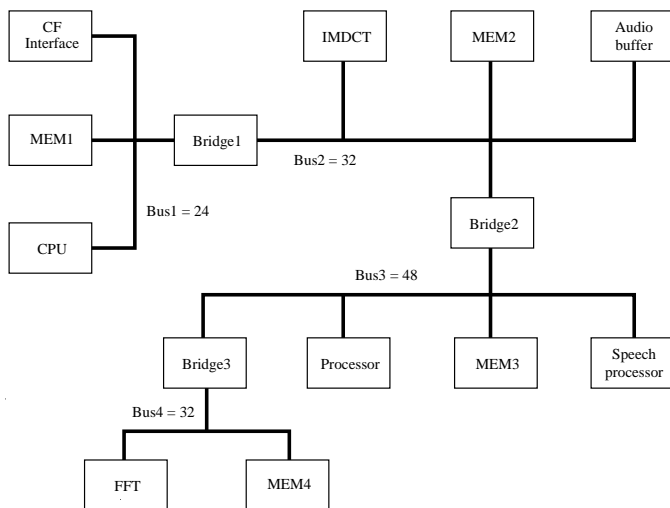 CF
Interface
IMDCT
MEM2
Audio
buffer
MEM1
Bridge1
Bus2 = 32
Bus1 = 24
CPU
Bridge2
Bus3 = 48
Bridge3
Processor
MEM3
Speech
processor
Bus4 = 32
FFT
MEM4